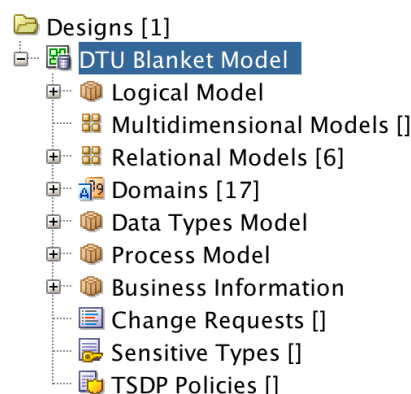 Designs [1]
DTU Blanket Model
Logical Model
Multidimensional Models []
Relational Models [6]
Domains [17]
Data Types Model
Process Model
Business Information
Change Requests []
Sensitive Types []
TSDP Policies []